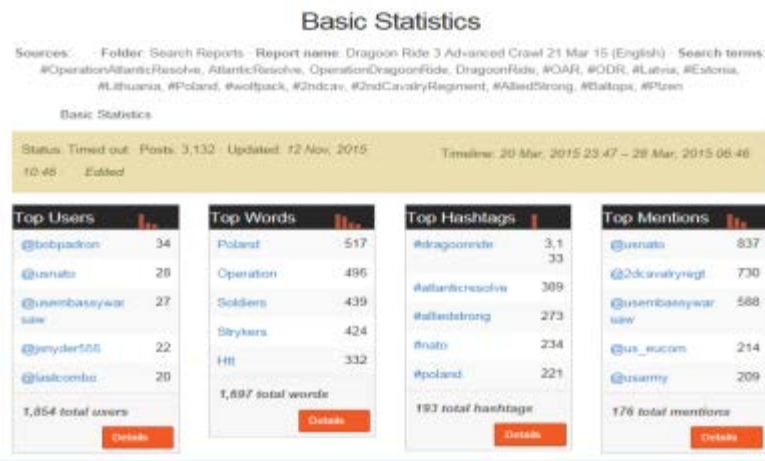 Basic Statistics
Sources: · Folder: Search Reports · Report name: Dragoon Ride 3 Advanced Crawl 21 Mar 15 (English) · Search terms:
#OperationAtlanticResolve, AtlanticResolve, OperationDragoonRide, DragoonRide, #OAR, #ODR, #Latvia, #Estonia,
#Lithuania, #Poland, #wolfpack, #2ndcav, #2ndCavalryRegiment, #AlliedStrong, #Baltops, #Plzen
Basic Statistics
Status: Timed out · Posts: 3,132 · Updated: 12 Nov, 2015
10:46 Edited
Timeline: 20 Mar, 2015 23:47 – 28 Mar, 2015 06:46
Top Users
@bobpadron 34
@usnato 28
@usembassywar
saw 27
22
@lastcombo 20
1,854 total users
Details
Top Words
Poland 517
Operation 496
Soldiers 439
Strykers 424
Htt 332
1,697 total words
Details
Top Hashtags
#dragoonride 3,1
33
#atlanticresolve 389
#alliedstrong 273
#nato 234
#poland 221
193 total hashtags
Details
Top Mentions
@usnato 837
@2dcavalryregt 730
@usembassywar
saw 588
@us_eucom 214
@usarmy 209
176 total mentions
Details